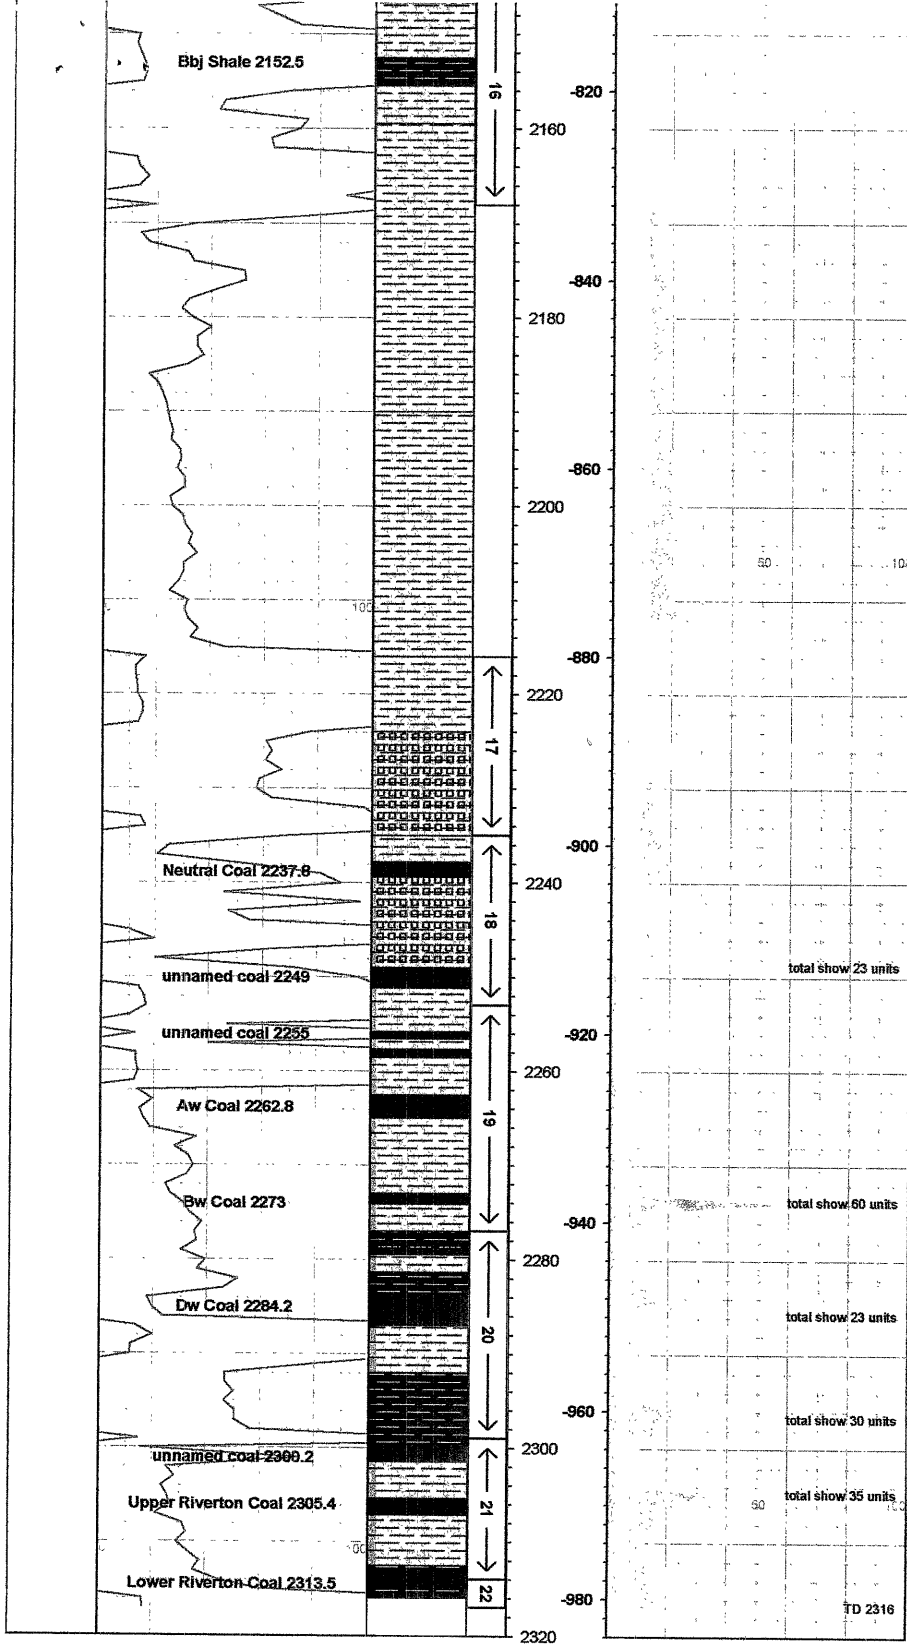 Bbj Shale 2152.5
16
-820
2160
-840
2180
-860
2200
50
10
100
-880
2220
17
-900
Neutral Coal 2237.8
2240
18
unnamed coal 2249
total show 23 units
unnamed coal 2255
-920
2260
Aw Coal 2262.8
19
Bw Coal 2273
total show 60 units
-940
2280
Dw Coal 2284.2
total show 23 units
20
-960
total show 30 units
2300
unnamed coal 2300.2
total show 35 units
50
100
Upper Riverton Coal 2305.4
21
Lower Riverton Coal 2313.5
22
-980
TD 2316
2320